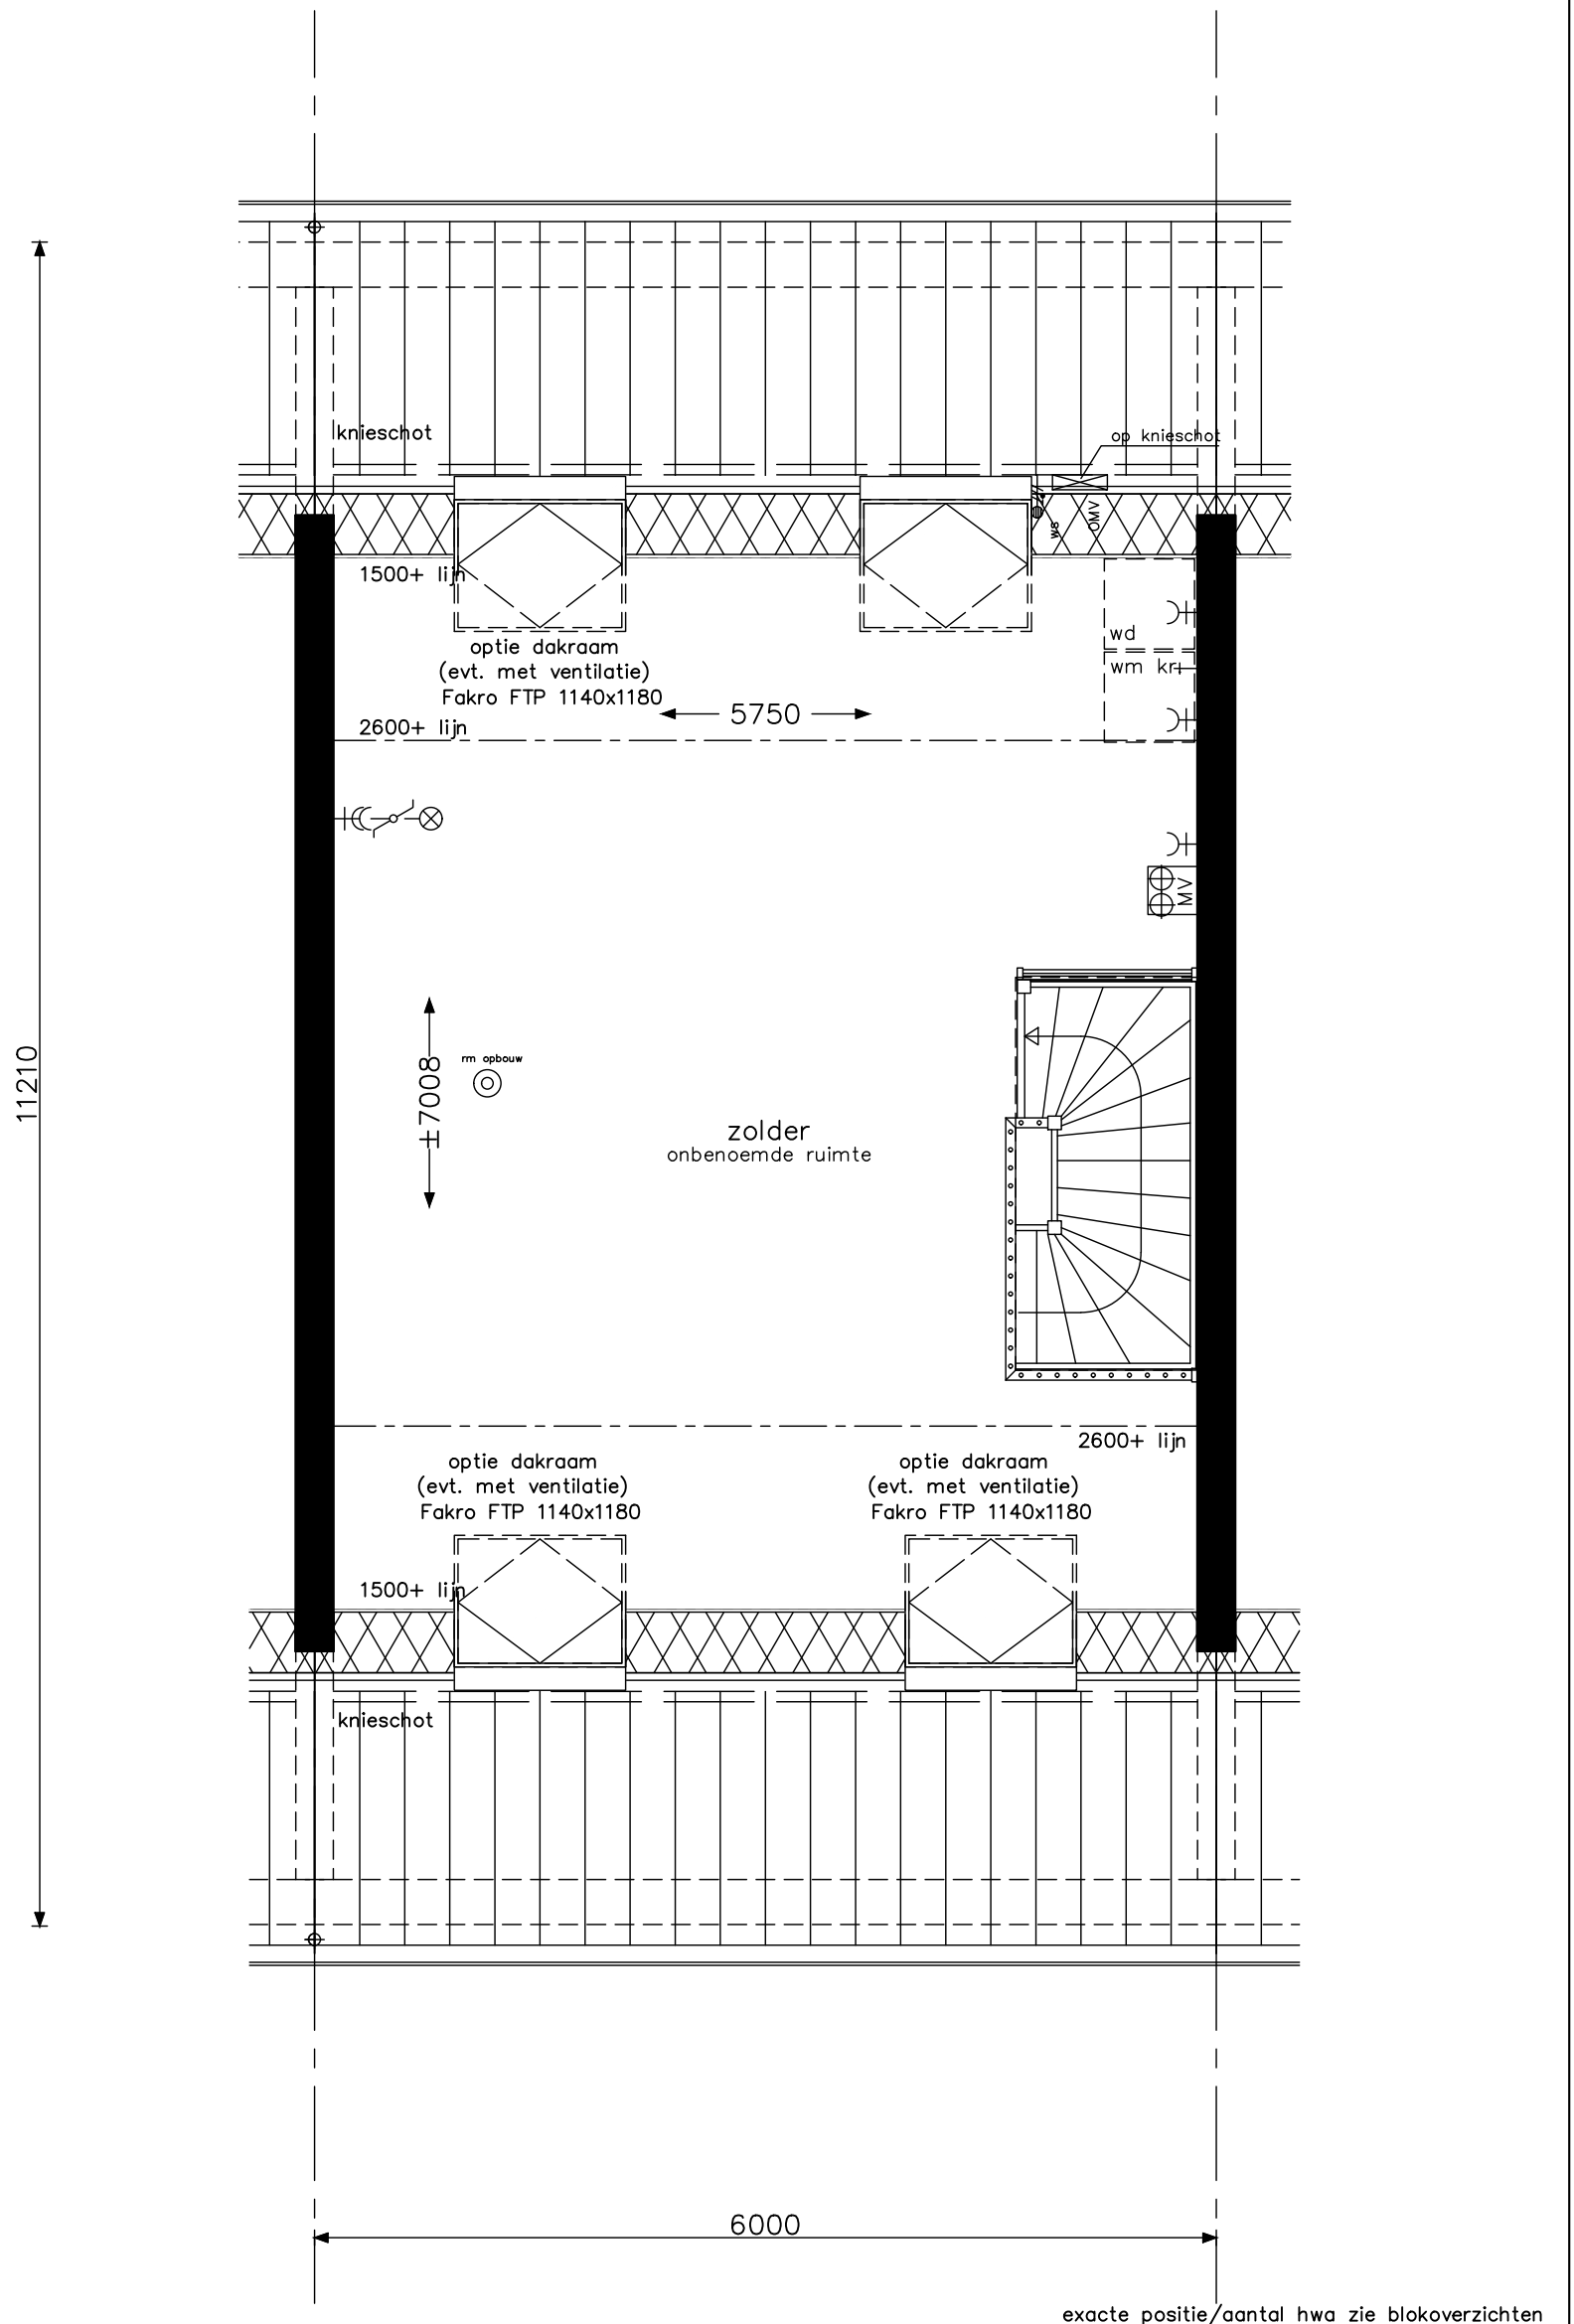 knieschot
op knieschot
ws
OMV
1500+ lijn
wd
optie dakraam
(evt. met ventilatie)
Fakro FTP 1140x1180
wm kr
5750
2600+ lijn
MV
11210
±7008
rm opbouw
zolder
onbenoemde ruimte
2600+ lijn
optie dakraam
(evt. met ventilatie)
Fakro FTP 1140x1180
optie dakraam
(evt. met ventilatie)
Fakro FTP 1140x1180
1500+ lijn
knieschot
6000
exacte positie/aantal hwa zie blokoverzichten